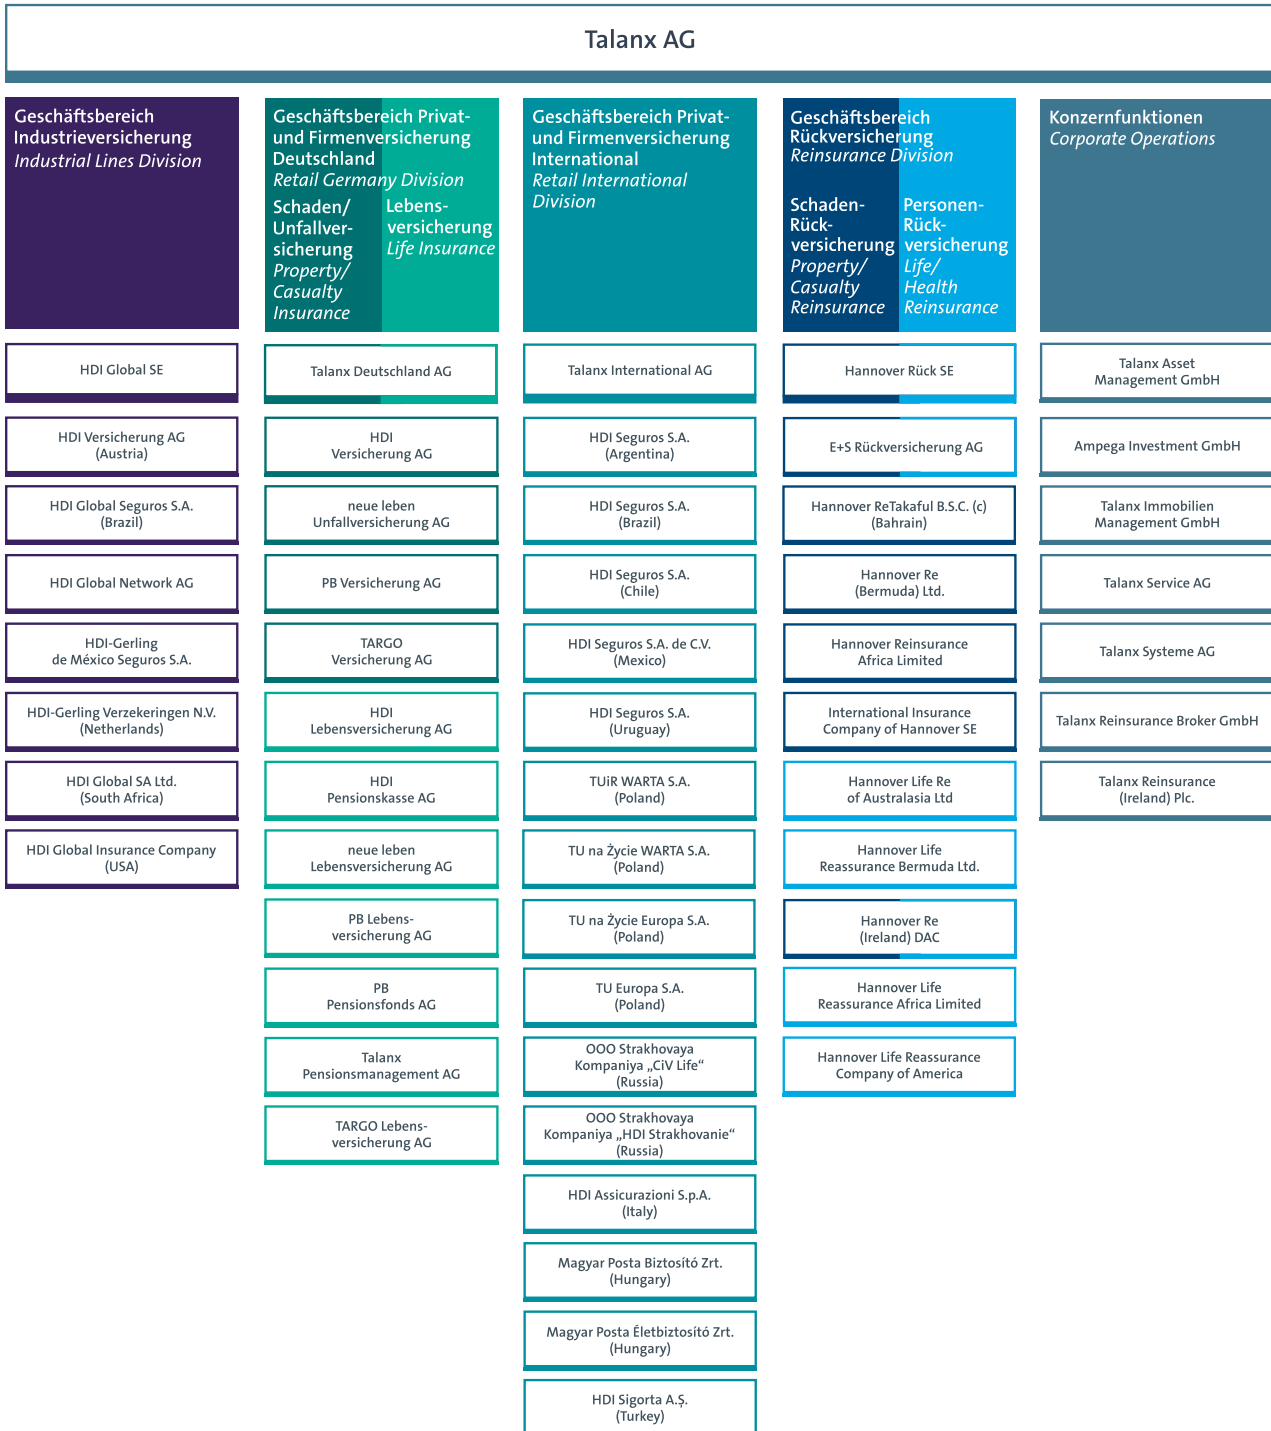 Talanx AG
Geschäftsbereich
Industrieversicherung
Industrial Lines Division
HDI Global SE
HDI Versicherung AG
(Austria)
HDI Global Seguros S.A.
(Brazil)
HDI Global Network AG
HDI-Gerling
de México Seguros S.A.
HDI-Gerling Verzekeringen N.V.
(Netherlands)
HDI Global SA Ltd.
(South Africa)
HDI Global Insurance Company
(USA)
Geschäftsbereich Privat-
und Firmenversicherung
Deutschland
Retail Germany Division
Schaden/
Unfallver-
sicherung
Property/
Casualty
Insurance
Lebens-
versicherung
Life Insurance
Talanx Deutschland AG
HDI
Versicherung AG
neue leben
Unfallversicherung AG
PB Versicherung AG
TARGO
Versicherung AG
HDI
Lebensversicherung AG
HDI
Pensionskasse AG
neue leben
Lebensversicherung AG
PB Lebens-
versicherung AG
PB
Pensionsfonds AG
Talanx
Pensionsmanagement AG
TARGO Lebens-
versicherung AG
Geschäftsbereich Privat-
und Firmenversicherung
International
Retail International
Division
Talanx International AG
HDI Seguros S.A.
(Argentina)
HDI Seguros S.A.
(Brazil)
HDI Seguros S.A.
(Chile)
HDI Seguros S.A. de C.V.
(Mexico)
HDI Seguros S.A.
(Uruguay)
TUiR WARTA S.A.
(Poland)
TU na Życie WARTA S.A.
(Poland)
TU na Życie Europa S.A.
(Poland)
TU Europa S.A.
(Poland)
OOO Strakhovaya
Kompaniya „CiV Life“
(Russia)
OOO Strakhovaya
Kompaniya „HDI Strakhovanie“
(Russia)
HDI Assicurazioni S.p.A.
(Italy)
Magyar Posta Biztosító Zrt.
(Hungary)
Magyar Posta Életbiztosító Zrt.
(Hungary)
HDI Sigorta A.Ş.
(Turkey)
Geschäftsbereich
Rückversicherung
Reinsurance Division
Schaden-
Rück-
versicherung
Property/
Casualty
Reinsurance
Personen-
Rück-
versicherung
Life/
Health
Reinsurance
Hannover Rück SE
E+S Rückversicherung AG
Hannover ReTakaful B.S.C. (c)
(Bahrain)
Hannover Re
(Bermuda) Ltd.
Hannover Reinsurance
Africa Limited
International Insurance
Company of Hannover SE
Hannover Life Re
of Australasia Ltd
Hannover Life
Reassurance Bermuda Ltd.
Hannover Re
(Ireland) DAC
Hannover Life
Reassurance Africa Limited
Hannover Life Reassurance
Company of America
Konzernfunktionen
Corporate Operations
Talanx Asset
Management GmbH
Ampega Investment GmbH
Talanx Immobilien
Management GmbH
Talanx Service AG
Talanx Systeme AG
Talanx Reinsurance Broker GmbH
Talanx Reinsurance
(Ireland) Plc.